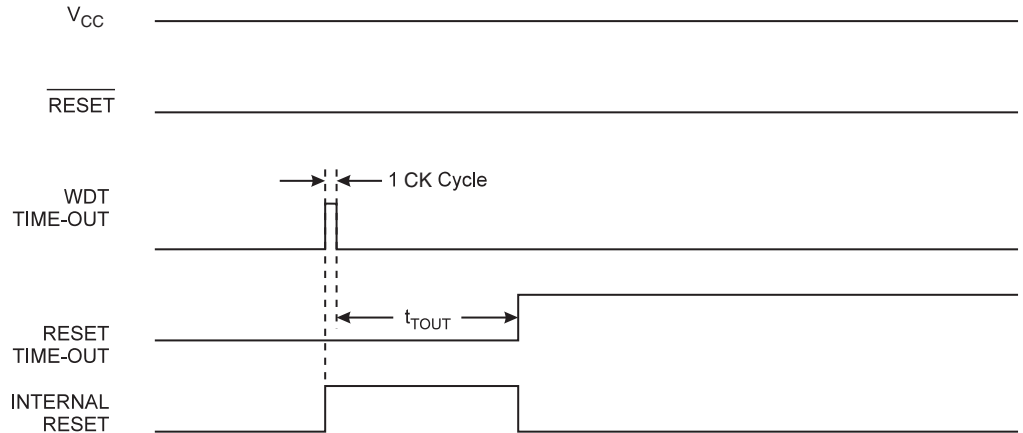 VCC
RESET
1 CK Cycle
WDT
TIME-OUT
tTOUT
RESET
TIME-OUT
INTERNAL
RESET